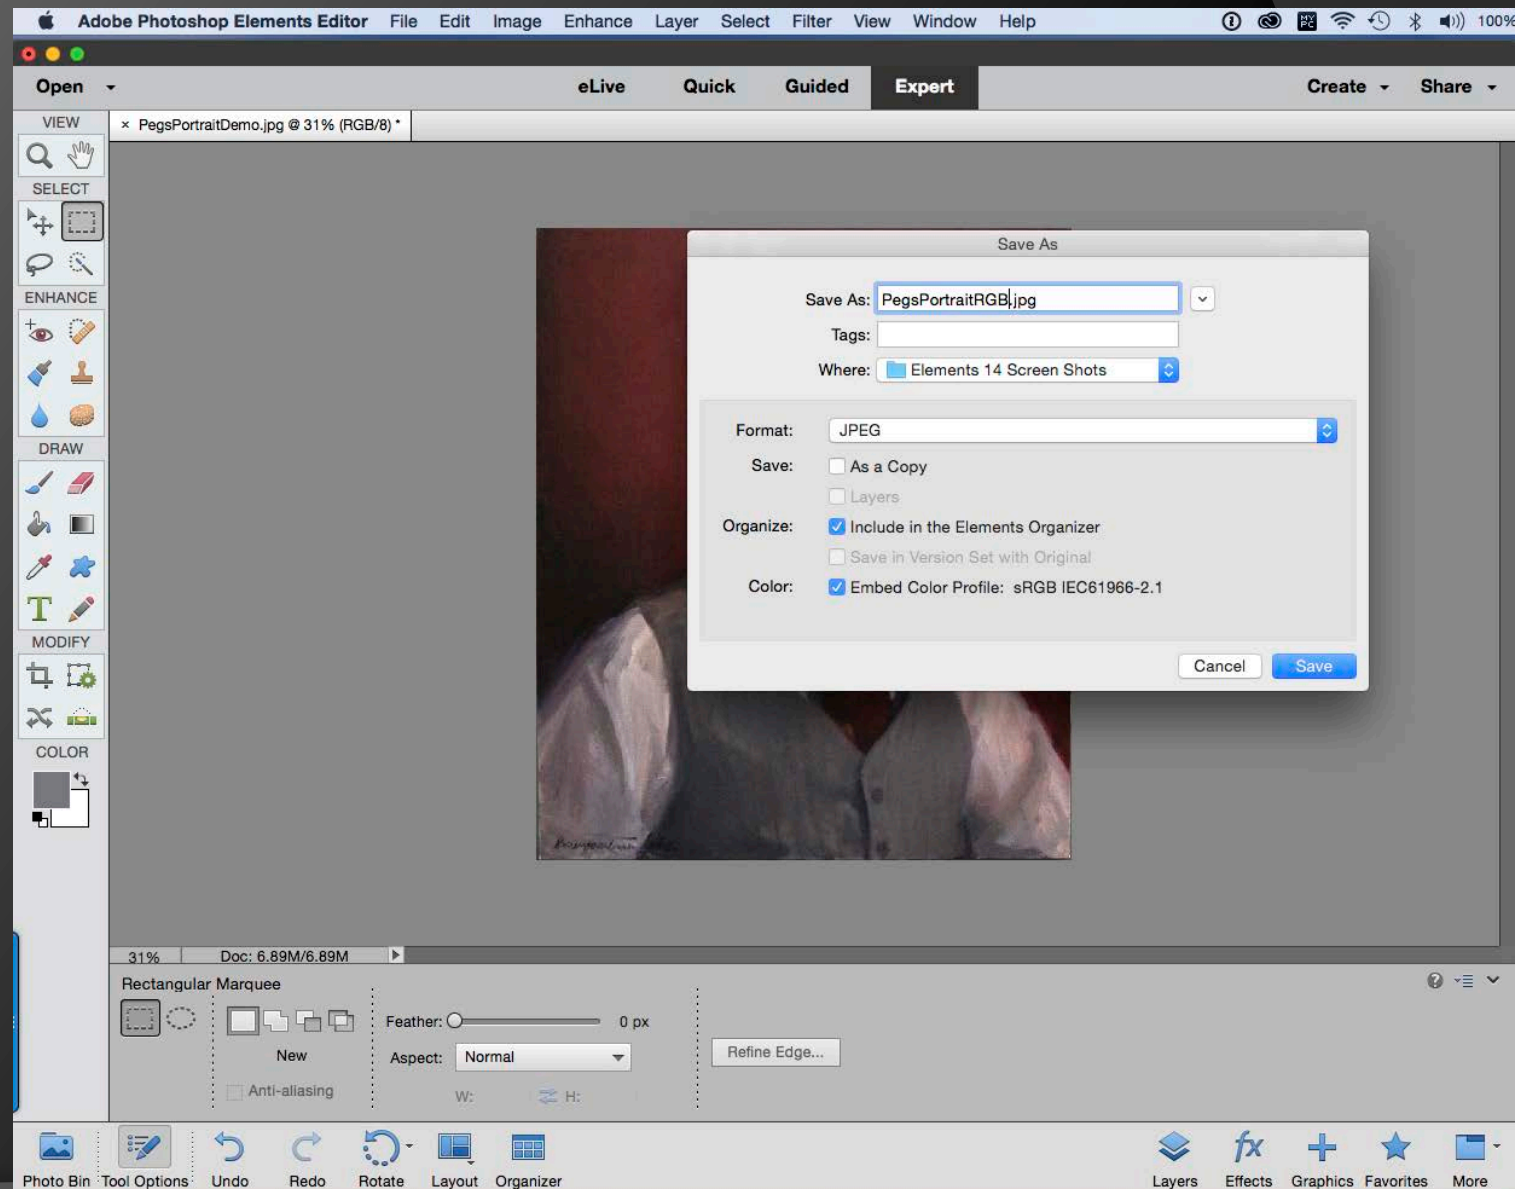 Adobe Photoshop Elements Editor File Edit Image Enhance Layer Select Filter View Window Help 100%
Open eLive Quick Guided Expert Create Share
VIEW × PegsPortraitDemo.jpg @ 31% (RGB/8) *
SELECT
ENHANCE
DRAW
T
MODIFY
COLOR
Save As
Save As: PegsPortraitRGB.jpg
Tags:
Where: Elements 14 Screen Shots
Format: JPEG
Save: As a Copy
Layers
Organize: Include in the Elements Organizer
Save in Version Set with Original
Color: Embed Color Profile: sRGB IEC61966-2.1
Cancel Save
31% Doc: 6.89M/6.89M
Rectangular Marquee
Feather: 0 px
New Aspect: Normal Refine Edge...
Anti-aliasing W: H:
fx
Photo Bin Tool Options Undo Redo Rotate Layout Organizer Layers Effects Graphics Favorites More